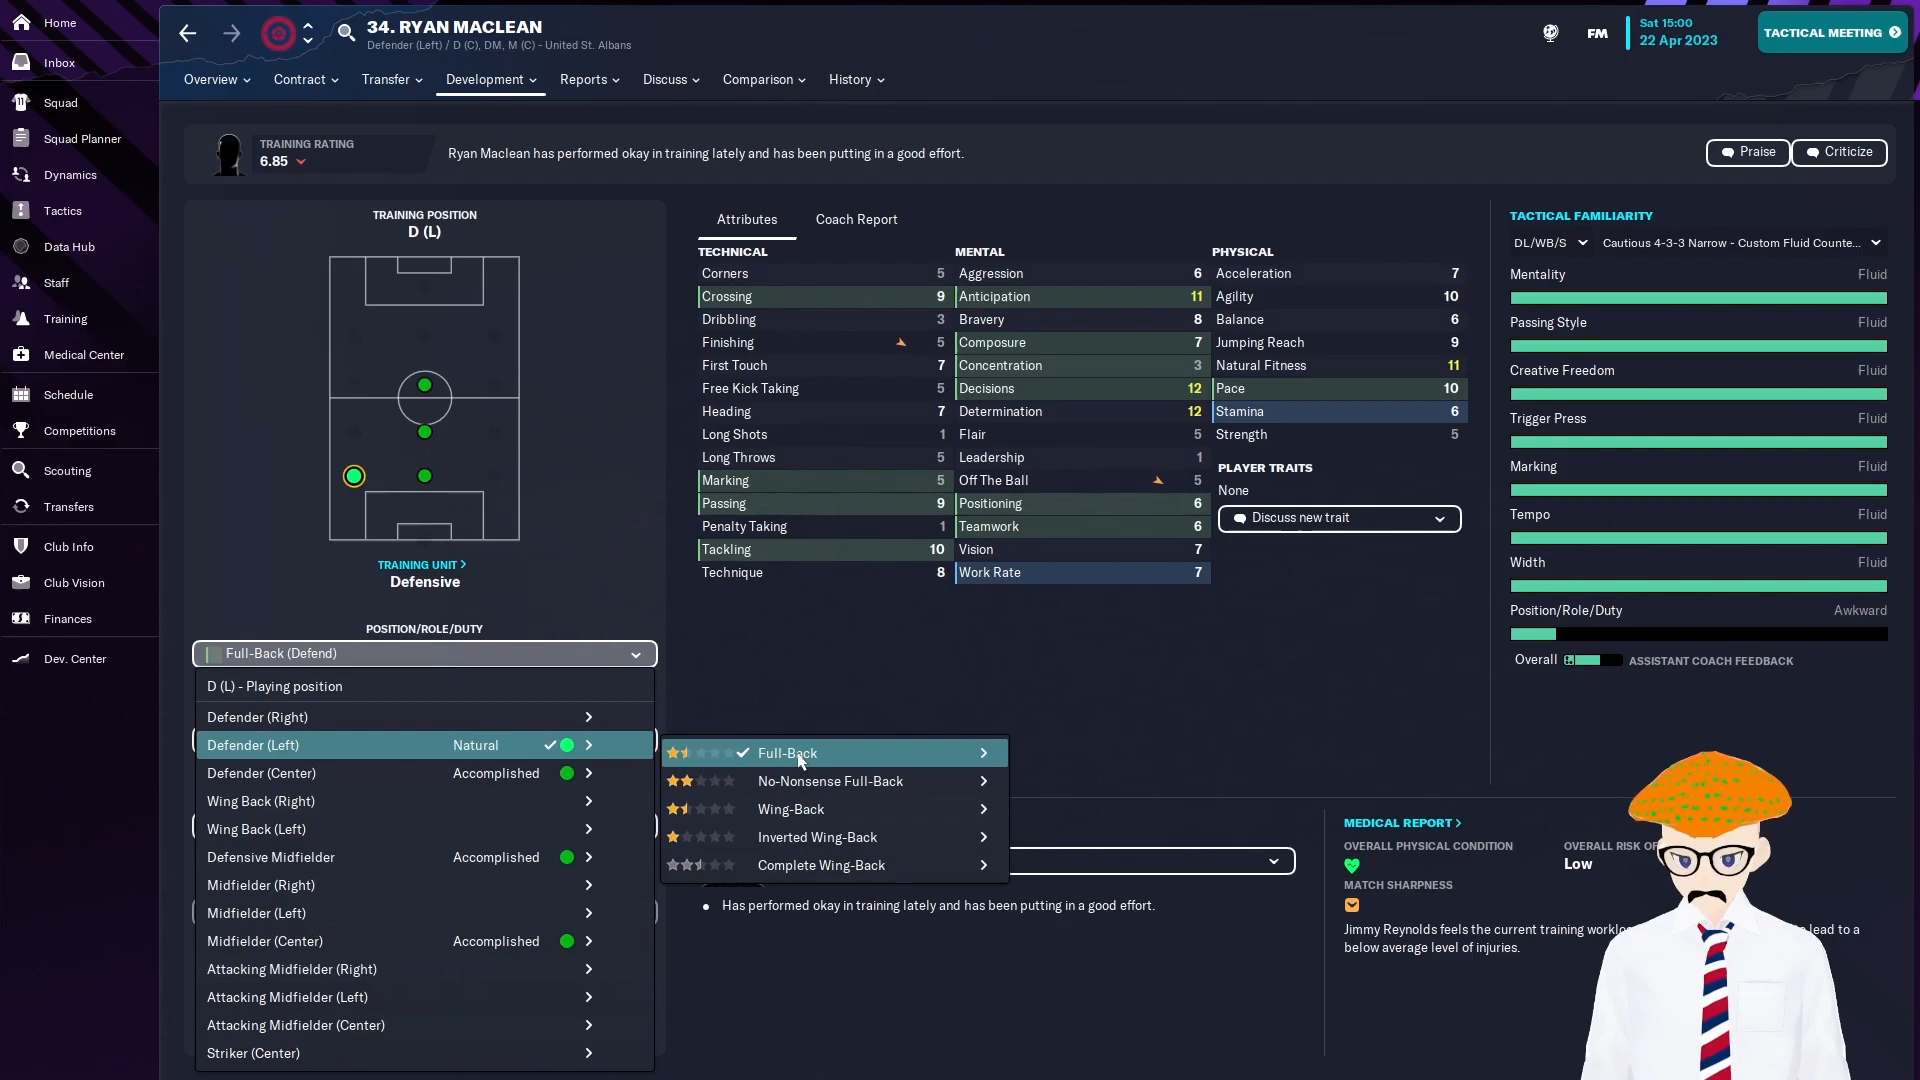 Home
Inbox
Squad
Squad Planner
Dynamics
Tactics
Data Hub
Staff
Training
Medical Center
Schedule
Competitions
Scouting
Transfers
Club Info
Club Vision
Finances
Dev. Center
34. RYAN MACLEAN
Defender (Left) / D (C), DM, M (C) - United St. Albans
FM
Sat 15:00
22 Apr 2023
TACTICAL MEETING
Overview Contract Transfer Development Reports Discuss Comparison History
TRAINING RATING
6.85
Ryan Maclean has performed okay in training lately and has been putting in a good effort.
Praise
Criticize
TRAINING POSITION
D (L)
TRAINING UNIT
Defensive
POSITION/ROLE/DUTY
Full-Back (Defend)
D (L) - Playing position
Defender (Right)
Defender (Left) Natural
Defender (Center) Accomplished
Wing Back (Right)
Wing Back (Left)
Defensive Midfielder Accomplished
Midfielder (Right)
Midfielder (Left)
Midfielder (Center) Accomplished
Attacking Midfielder (Right)
Attacking Midfielder (Left)
Attacking Midfielder (Center)
Striker (Center)
Full-Back
No-Nonsense Full-Back
Wing-Back
Inverted Wing-Back
Complete Wing-Back
Attributes Coach Report
TECHNICAL
Corners 5
Crossing 9
Dribbling 3
Finishing 5
First Touch 7
Free Kick Taking 5
Heading 7
Long Shots 1
Long Throws 5
Marking 5
Passing 9
Penalty Taking 1
Tackling 10
Technique 8
MENTAL
Aggression 6
Anticipation 11
Bravery 8
Composure 7
Concentration 3
Decisions 12
Determination 12
Flair 5
Leadership 1
Off The Ball 5
Positioning 6
Teamwork 6
Vision 7
Work Rate 7
PHYSICAL
Acceleration 7
Agility 10
Balance 6
Jumping Reach 9
Natural Fitness 11
Pace 10
Stamina 6
Strength 5
PLAYER TRAITS
None
Discuss new trait
Has performed okay in training lately and has been putting in a good effort.
TACTICAL FAMILIARITY
DL/WB/S Cautious 4-3-3 Narrow - Custom Fluid Counte...
Mentality Fluid
Passing Style Fluid
Creative Freedom Fluid
Trigger Press Fluid
Marking Fluid
Tempo Fluid
Width Fluid
Position/Role/Duty Awkward
Overall ASSISTANT COACH FEEDBACK
MEDICAL REPORT
OVERALL PHYSICAL CONDITION
OVERALL RISK OF
Low
MATCH SHARPNESS
Jimmy Reynolds feels the current training lead to a
below average level of injuries.